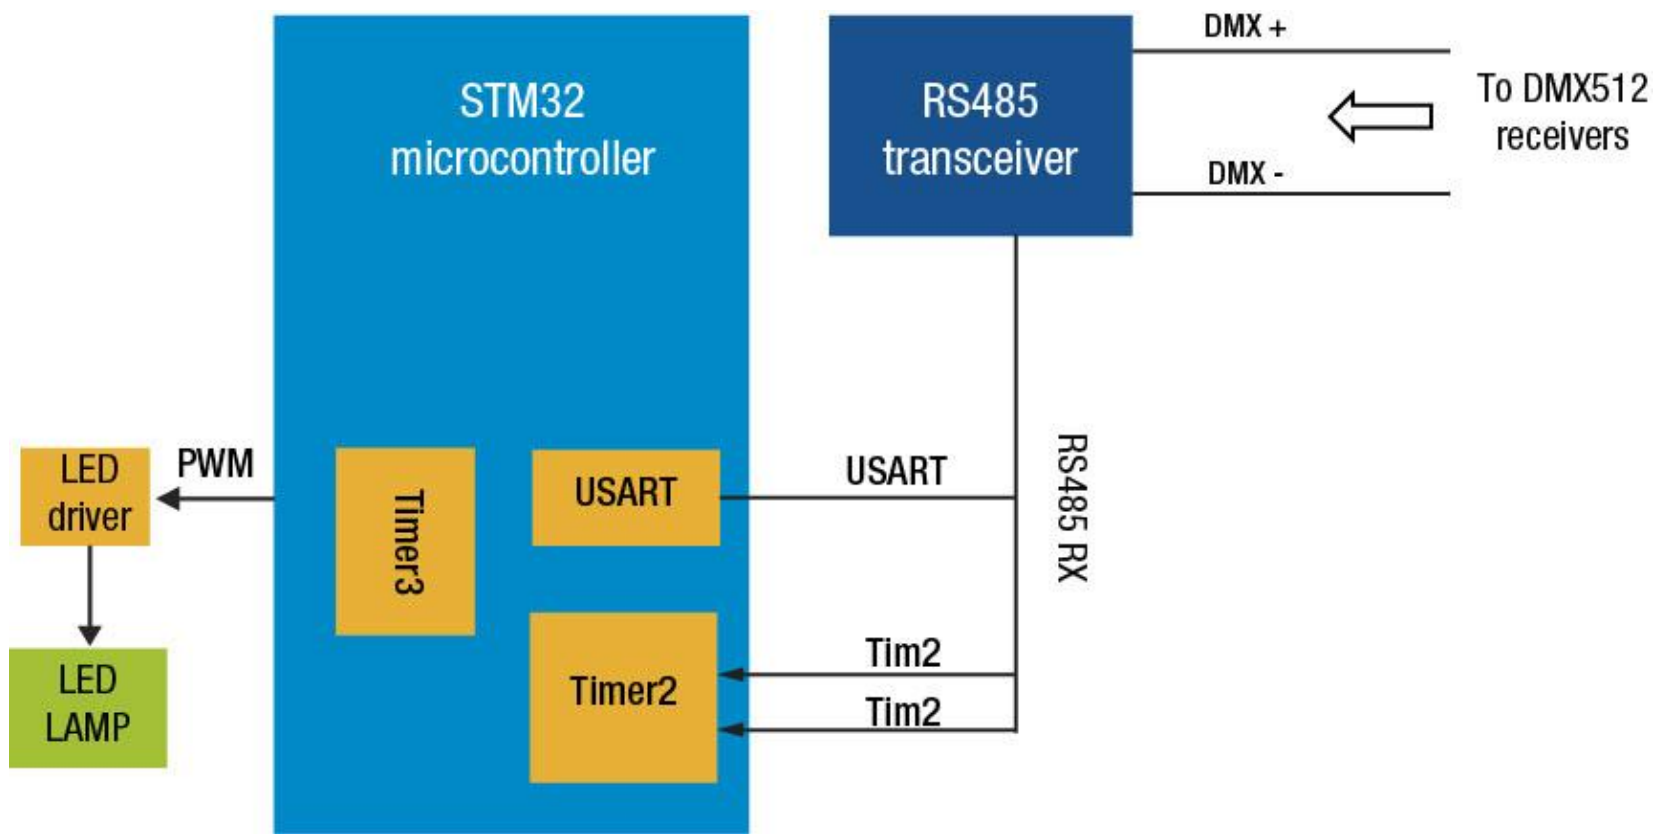 STM32
microcontroller
RS485
transceiver
DMX +
DMX -
To DMX512
receivers
LED
driver
PWM
Timer3
USART
USART
RS485 RX
LED
LAMP
Timer2
Tim2
Tim2